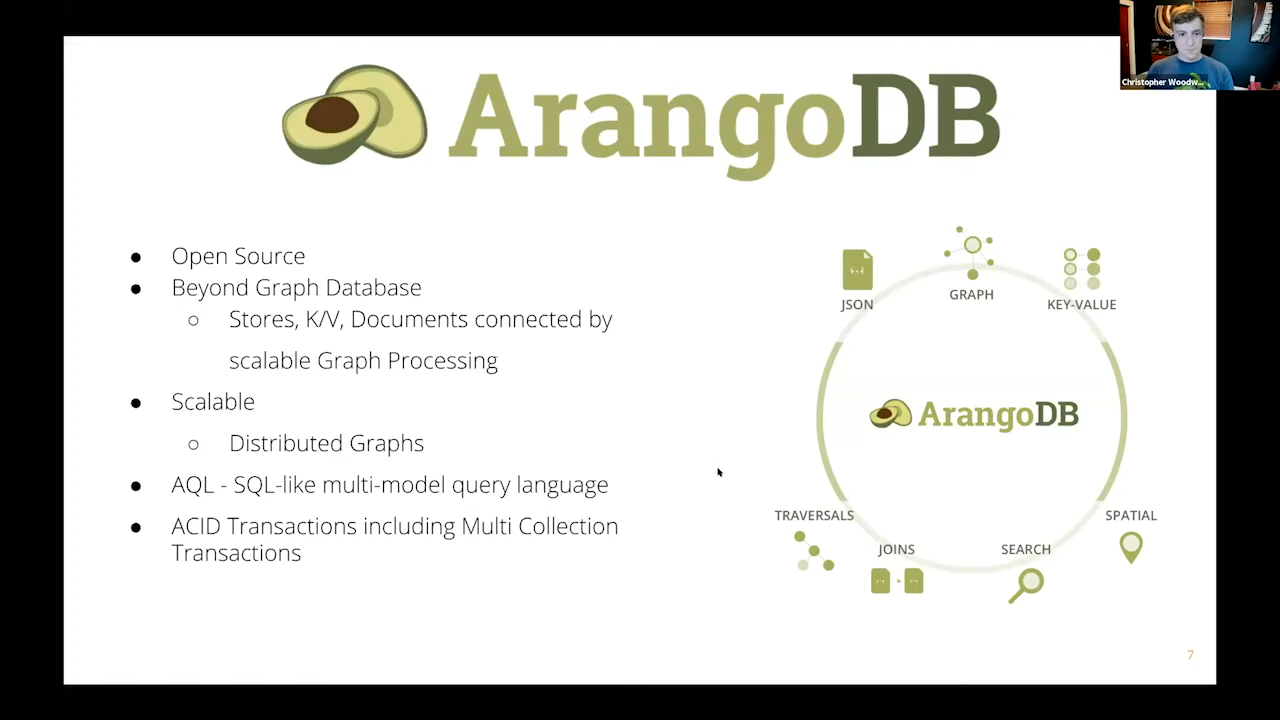 Christopher Woodw...
ArangoDB
● Open Source
● Beyond Graph Database
○ Stores, K/V, Documents connected by
scalable Graph Processing
● Scalable
○ Distributed Graphs
● AQL - SQL-like multi-model query language
● ACID Transactions including Multi Collection
Transactions
JSON
GRAPH
KEY-VALUE
ArangoDB
TRAVERSALS
JOINS
SEARCH
SPATIAL
7